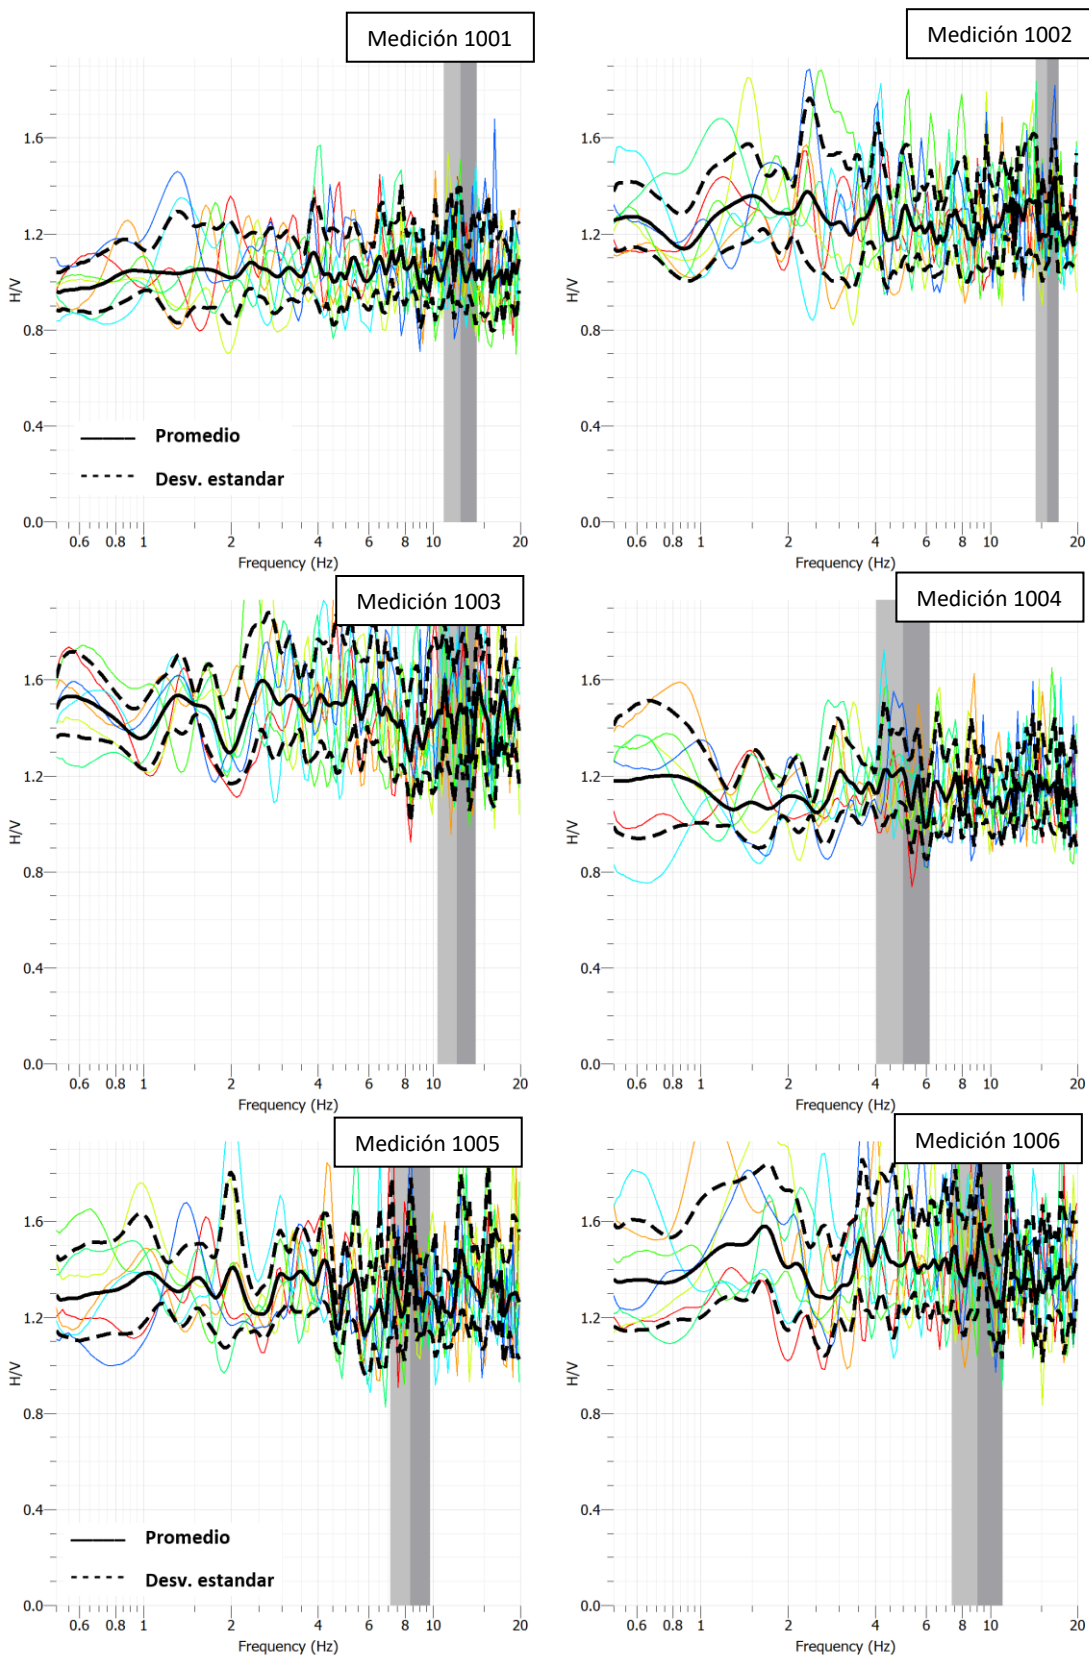 Medición 1001
Medición 1002
1.6
1.2
H/V
0.8
0.4
0.0
Promedio
Desv. estandar
0.6 0.8 1 2 4 6 8 10 20
Frequency (Hz)
1.6
1.2
H/V
0.8
0.4
0.0
0.6 0.8 1 2 4 6 8 10 20
Frequency (Hz)
Medición 1003
Medición 1004
1.6
1.2
H/V
0.8
0.4
0.0
0.6 0.8 1 2 4 6 8 10 20
Frequency (Hz)
1.6
1.2
H/V
0.8
0.4
0.0
0.6 0.8 1 2 4 6 8 10 20
Frequency (Hz)
Medición 1005
Medición 1006
1.6
1.2
H/V
0.8
0.4
0.0
Promedio
Desv. estandar
0.6 0.8 1 2 4 6 8 10 20
Frequency (Hz)
1.6
1.2
H/V
0.8
0.4
0.0
0.6 0.8 1 2 4 6 8 10 20
Frequency (Hz)